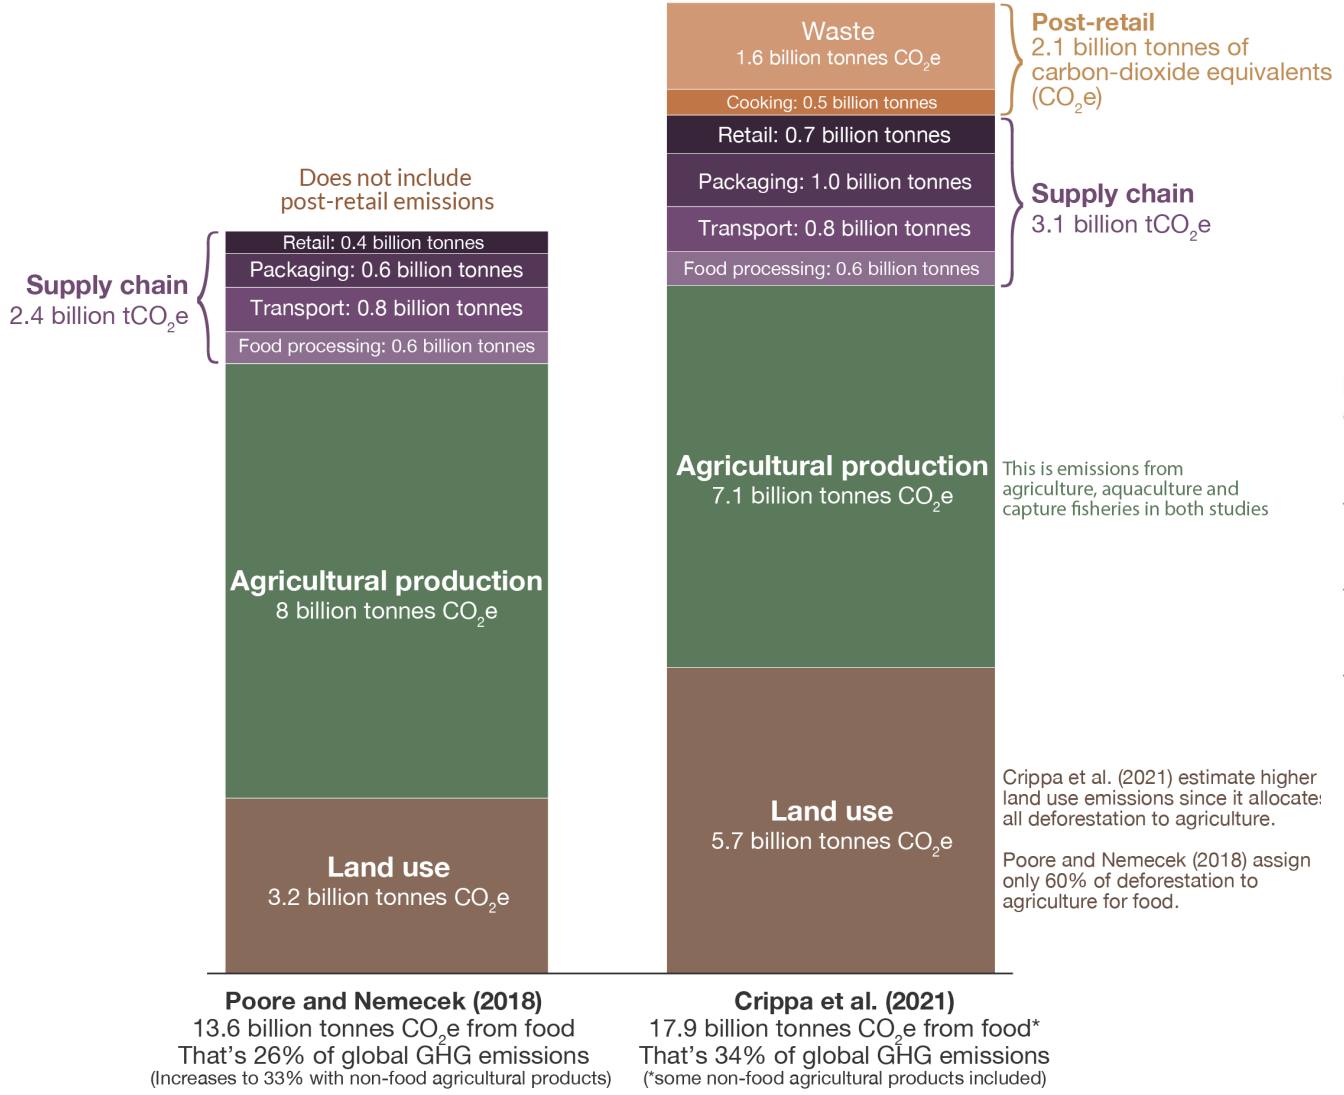 Waste
1.6 billion tonnes CO₂e
Cooking: 0.5 billion tonnes
Retail: 0.7 billion tonnes
Packaging: 1.0 billion tonnes
Transport: 0.8 billion tonnes
Food processing: 0.6 billion tonnes
Agricultural production
7.1 billion tonnes CO₂e
Land use
5.7 billion tonnes CO₂e
Post-retail
2.1 billion tonnes of
carbon-dioxide equivalents
(CO₂e)
Supply chain
3.1 billion tCO₂e
This is emissions from
agriculture, aquaculture and
capture fisheries in both studies
Crippa et al. (2021) estimate higher
land use emissions since it allocates
all deforestation to agriculture.
Poore and Nemecek (2018) assign
only 60% of deforestation to
agriculture for food.
Does not include
post-retail emissions
Retail: 0.4 billion tonnes
Packaging: 0.6 billion tonnes
Transport: 0.8 billion tonnes
Food processing: 0.6 billion tonnes
Supply chain
2.4 billion tCO₂e
Agricultural production
8 billion tonnes CO₂e
Land use
3.2 billion tonnes CO₂e
Poore and Nemecek (2018)
13.6 billion tonnes CO₂e from food
That's 26% of global GHG emissions
(Increases to 33% with non-food agricultural products)
Crippa et al. (2021)
17.9 billion tonnes CO₂e from food*
That's 34% of global GHG emissions
(*some non-food agricultural products included)